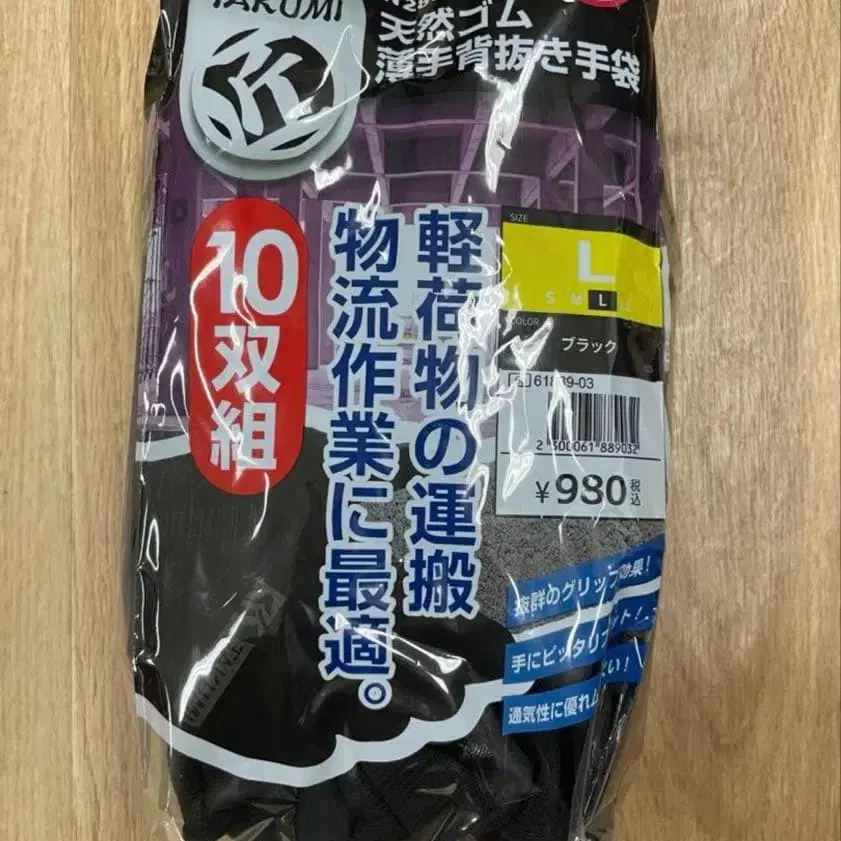 TAKUMI
匠
天然ゴム
薄手背抜き手袋
10双組
軽荷物の運搬
物流作業に最適。
SIZE
L
S M L
COLOR
ブラック
¥980 税込
抜群のグリップ効果!
手にピッタリフィット!
通気性に優れム